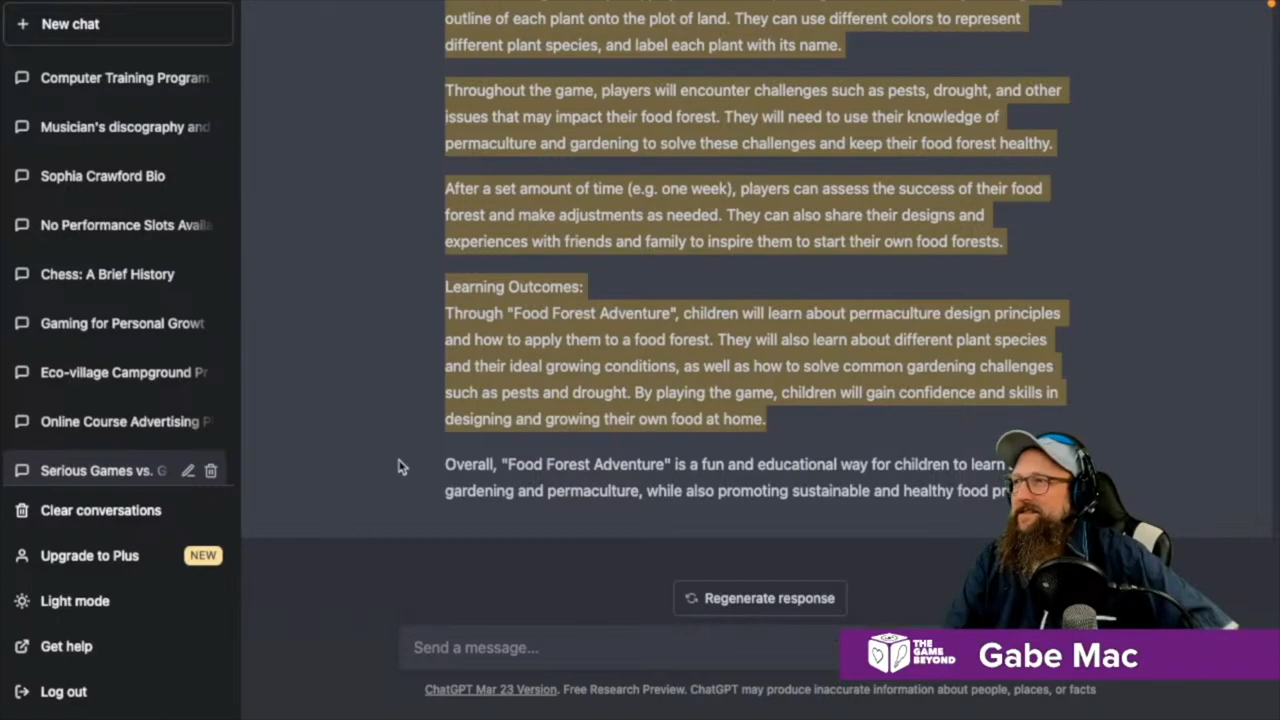 New chat
Computer Training Program
Musician's discography and
Sophia Crawford Bio
No Performance Slots Availa
Chess: A Brief History
Gaming for Personal Growt
Eco-village Campground Pr
Online Course Advertising P
Serious Games vs. G
Clear conversations
Upgrade to Plus NEW
Light mode
Get help
Log out
outline of each plant onto the plot of land. They can use different colors to represent
different plant species, and label each plant with its name.
Throughout the game, players will encounter challenges such as pests, drought, and other
issues that may impact their food forest. They will need to use their knowledge of
permaculture and gardening to solve these challenges and keep their food forest healthy.
After a set amount of time (e.g. one week), players can assess the success of their food
forest and make adjustments as needed. They can also share their designs and
experiences with friends and family to inspire them to start their own food forests.
Learning Outcomes:
Through "Food Forest Adventure", children will learn about permaculture design principles
and how to apply them to a food forest. They will also learn about different plant species
and their ideal growing conditions, as well as how to solve common gardening challenges
such as pests and drought. By playing the game, children will gain confidence and skills in
designing and growing their own food at home.
Overall, "Food Forest Adventure" is a fun and educational way for children to learn
gardening and permaculture, while also promoting sustainable and healthy food pr
Regenerate response
Send a message...
THE
GAME
BEYOND
Gabe Mac
ChatGPT Mar 23 Version. Free Research Preview. ChatGPT may produce inaccurate information about people, places, or facts